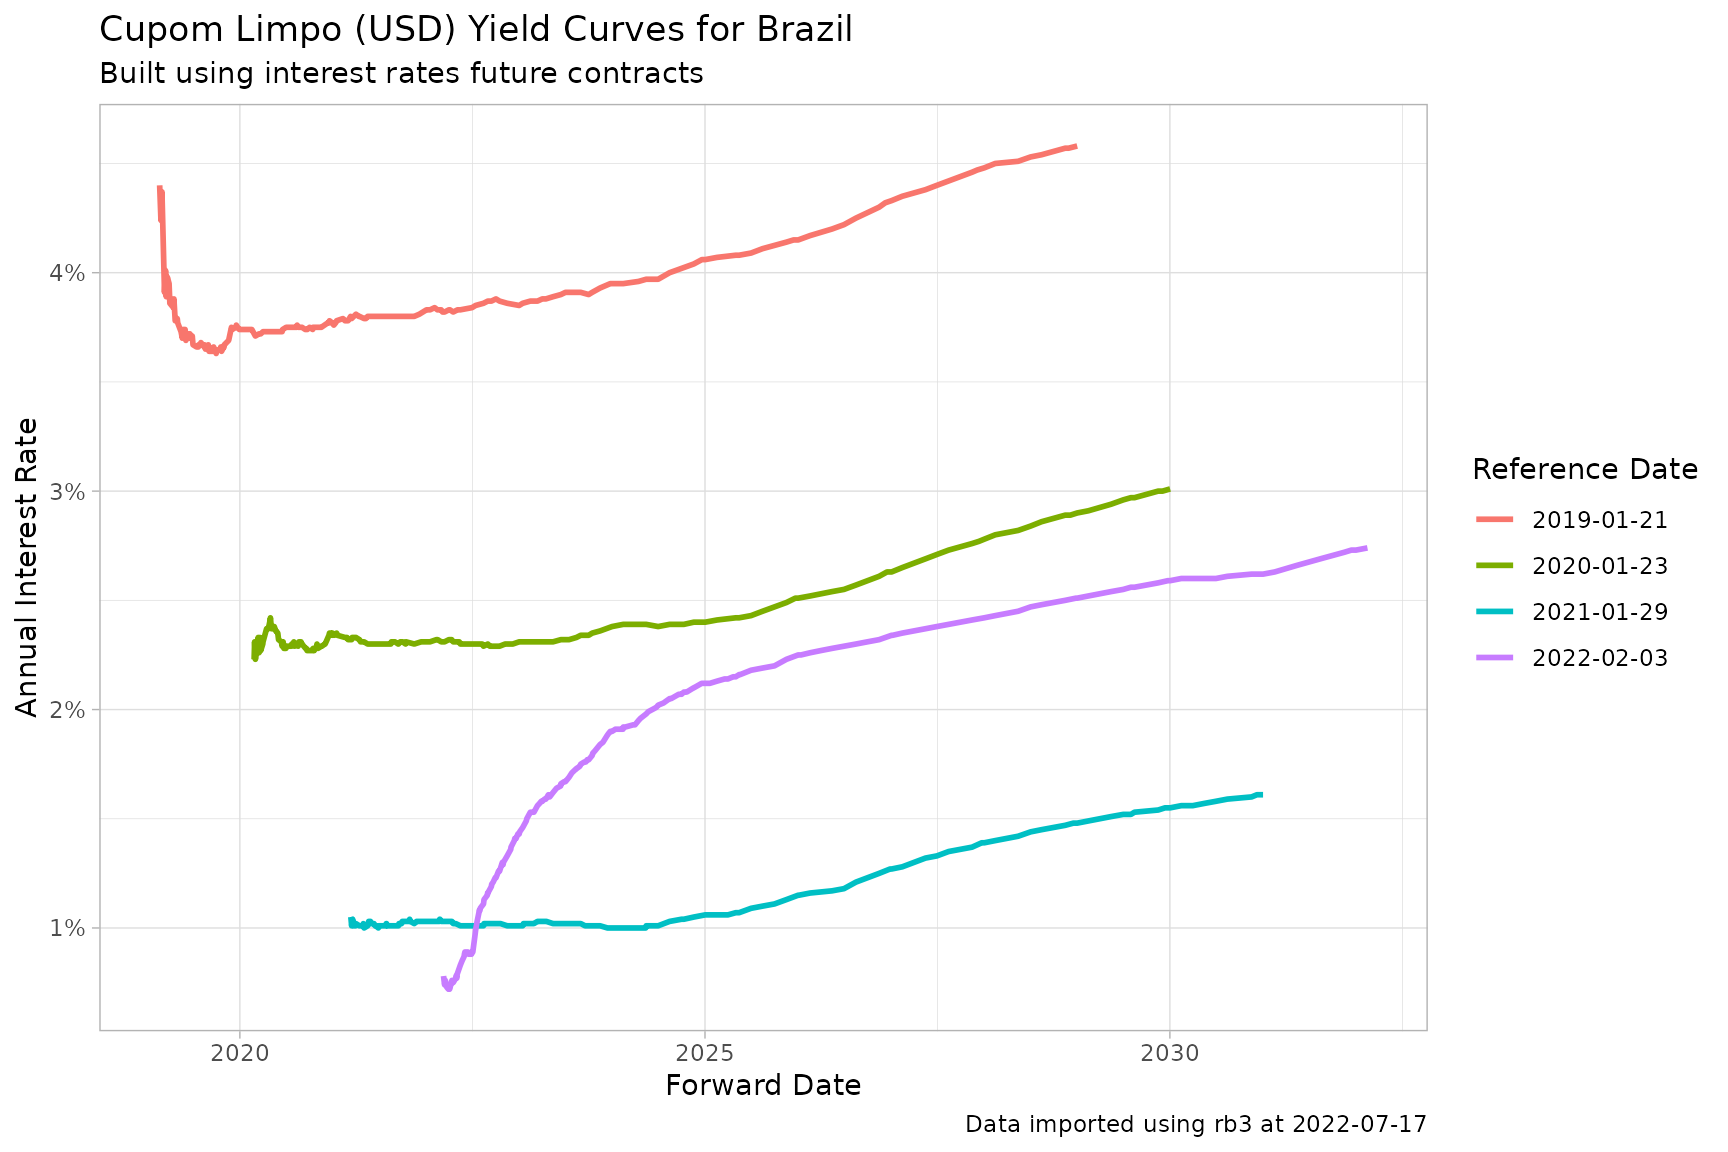 Cupom Limpo (USD) Yield Curves for Brazil
Built using interest rates future contracts
Annual Interest Rate
4%
3%
2%
1%
2020
2025
2030
Forward Date
Reference Date
2019-01-21
2020-01-23
2021-01-29
2022-02-03
Data imported using rb3 at 2022-07-17